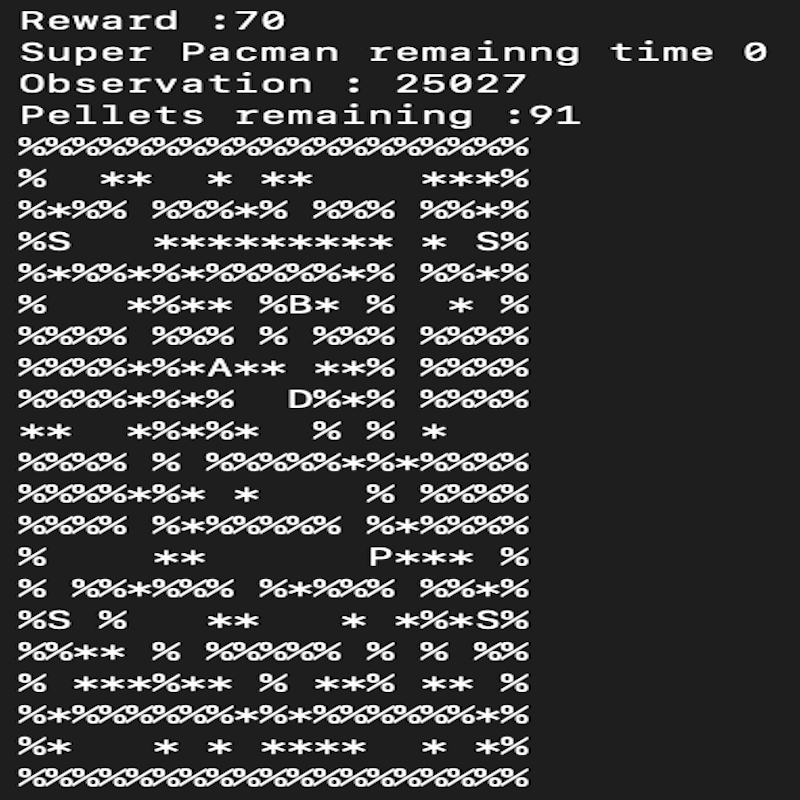 Reward :70
Super Pacman remainng time 0
Observation : 25027
Pellets remaining :91
%%%%%%%%%%%%%%%%%%%
%  **  * **    ***%
%*%% %%%*% %%% %%*%
%S   ********* * S%
%*%%*%*%%%%%*% %%*%
%   *%** %B* %  * %
%%%% %%% % %%% %%%%
%%%%*%*A** **% %%%%
%%%%*%*%  D%*% %%%%
**  *%*%*  % % *
%%%% % %%%%%*%*%%%%
%%%%*%* *    % %%%%
%%%% %*%%%%% %*%%%%
%    **      P*** %
% %%*%%% %*%%% %%*%
%S %   **   * *%*S%
%%** % %%%%% % % %%
% ***%** % **% ** %
%*%%%%%%*%*%%%%%%*%
%*   * * ****  * *%
%%%%%%%%%%%%%%%%%%%